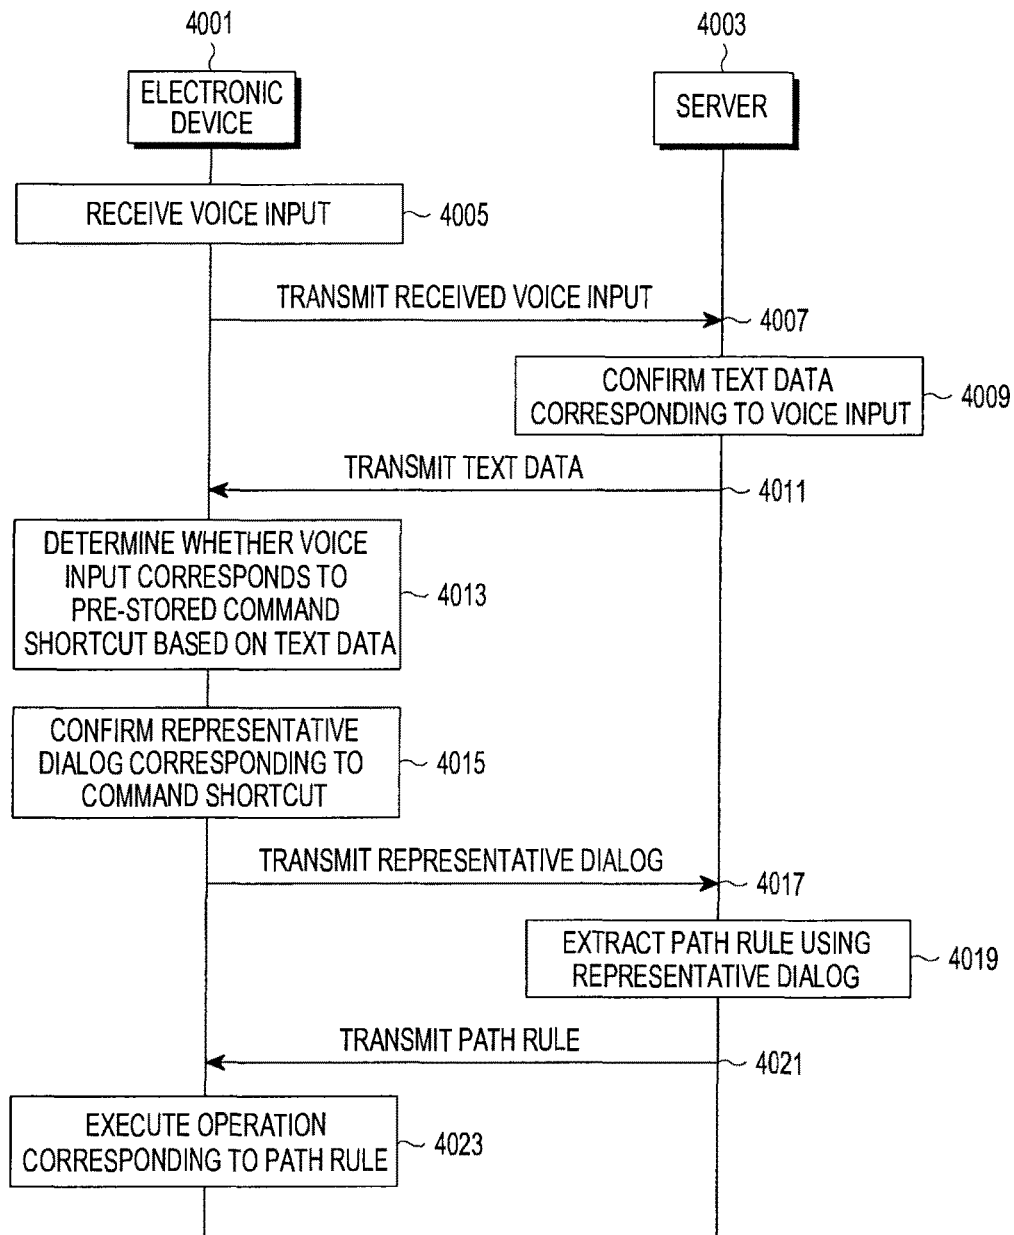 4001
4003
ELECTRONIC
DEVICE
SERVER
RECEIVE VOICE INPUT
4005
TRANSMIT RECEIVED VOICE INPUT
4007
CONFIRM TEXT DATA
CORRESPONDING TO VOICE INPUT
4009
TRANSMIT TEXT DATA
4011
DETERMINE WHETHER VOICE
INPUT CORRESPONDS TO
PRE-STORED COMMAND
SHORTCUT BASED ON TEXT DATA
4013
CONFIRM REPRESENTATIVE
DIALOG CORRESPONDING TO
COMMAND SHORTCUT
4015
TRANSMIT REPRESENTATIVE DIALOG
4017
EXTRACT PATH RULE USING
REPRESENTATIVE DIALOG
4019
TRANSMIT PATH RULE
4021
EXECUTE OPERATION
CORRESPONDING TO PATH RULE
4023